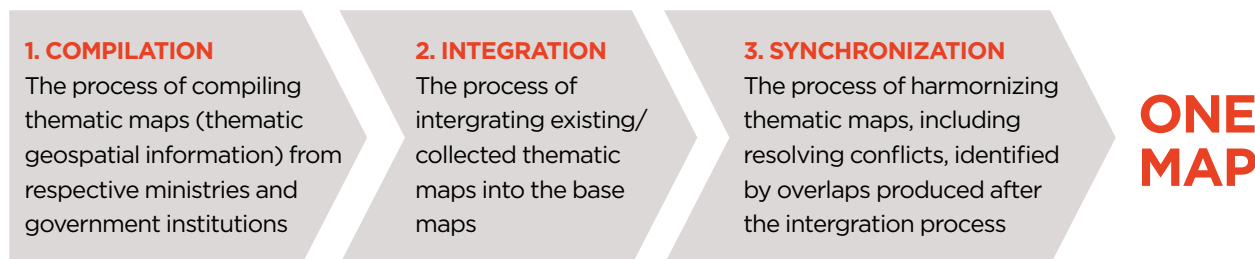 1. COMPILATION
The process of compiling
thematic maps (thematic
geospatial information) from
respective ministries and
government institutions
2. INTEGRATION
The process of
intergrating existing/
collected thematic
maps into the base
maps
3. SYNCHRONIZATION
The process of harmornizing
thematic maps, including
resolving conflicts, identified
by overlaps produced after
the intergration process
ONE
MAP